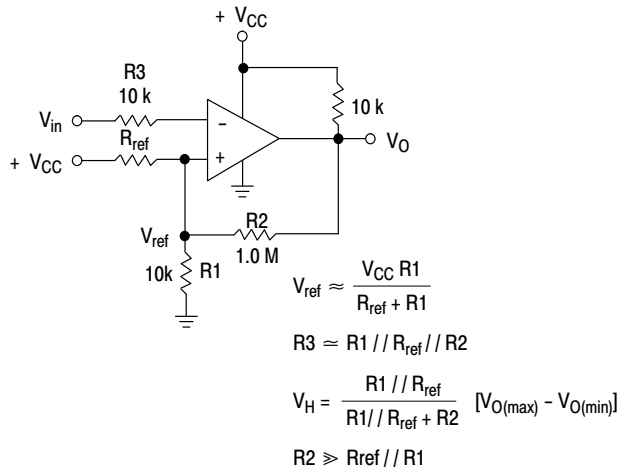 + V_CC
R3
10 k
10 k
V_in
-
V_O
R_ref
+ V_CC
+
R2
V_ref
1.0 M
10k R1
V_ref ≈ V_CC R1 / R_ref + R1
R3 ≃ R1 // R_ref // R2
V_H = R1 // R_ref / R1// R_ref + R2 [V_O(max) - V_O(min)]
R2 ≫ Rref // R1